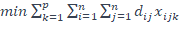 min ∑_{k=1}^{p} ∑_{i=1}^{n} ∑_{j=1}^{n} d_{ij} x_{ijk}